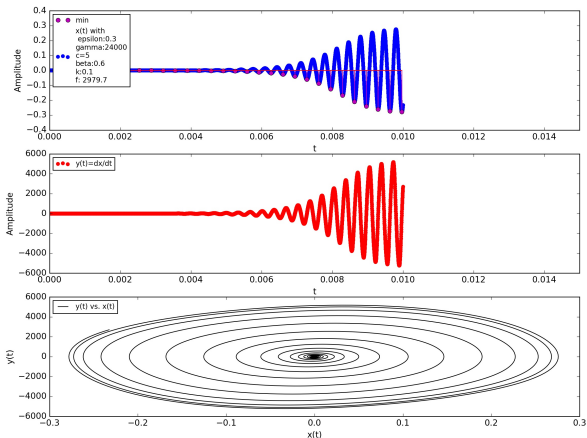 0.4
0.3
0.2
0.1
0.0
−0.1
−0.2
−0.3
−0.4
Amplitude
min
x(t) with
epsilon:0.3
gamma:24000
c=5
beta:0.6
k:0.1
f: 2979.7
0.000 0.002 0.004 0.006 0.008 0.010 0.012 0.014
t
6000
4000
2000
0
−2000
−4000
−6000
Amplitude
y(t)=dx/dt
0.000 0.002 0.004 0.006 0.008 0.010 0.012 0.014
t
6000
4000
2000
0
−2000
−4000
−6000
y(t)
y(t) vs. x(t)
−0.3 −0.2 −0.1 0.0 0.1 0.2 0.3
x(t)